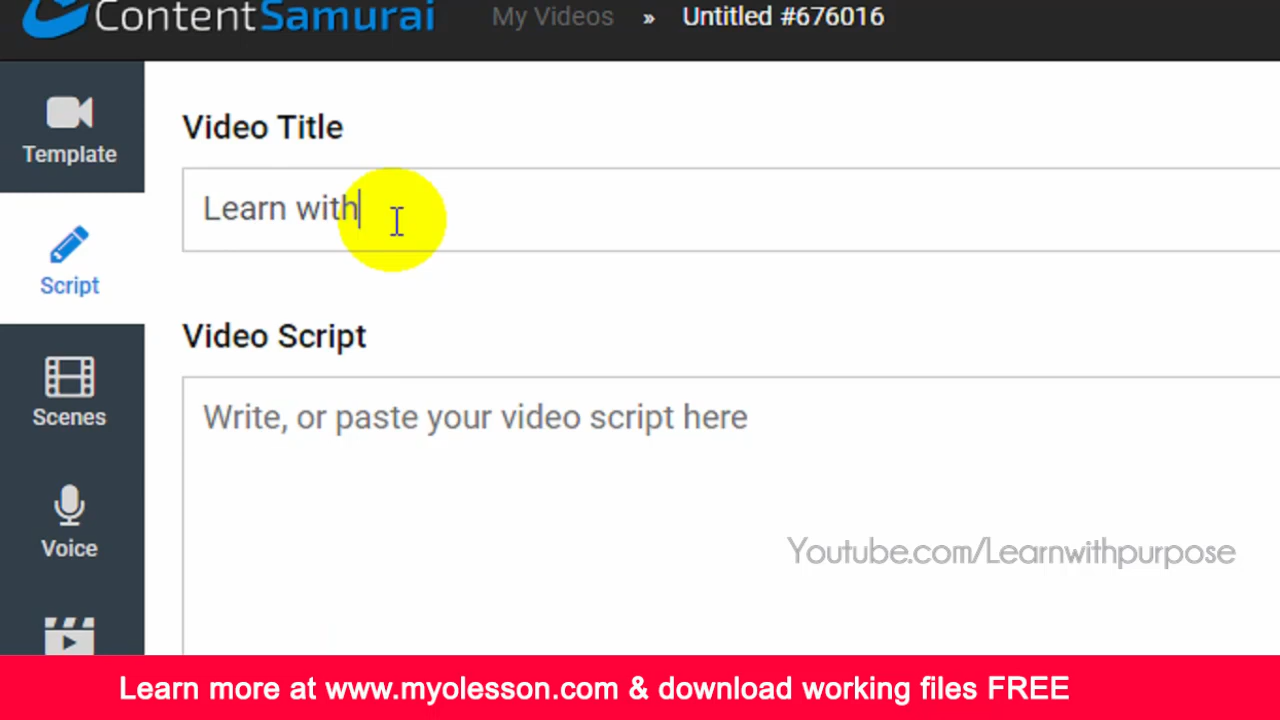 ContentSamurai My Videos » Untitled #676016
Template
Script
Scenes
Voice
Video Title
Learn with
Video Script
Write, or paste your video script here
Youtube.com/Learnwithpurpose
Learn more at www.myolesson.com & download working files FREE